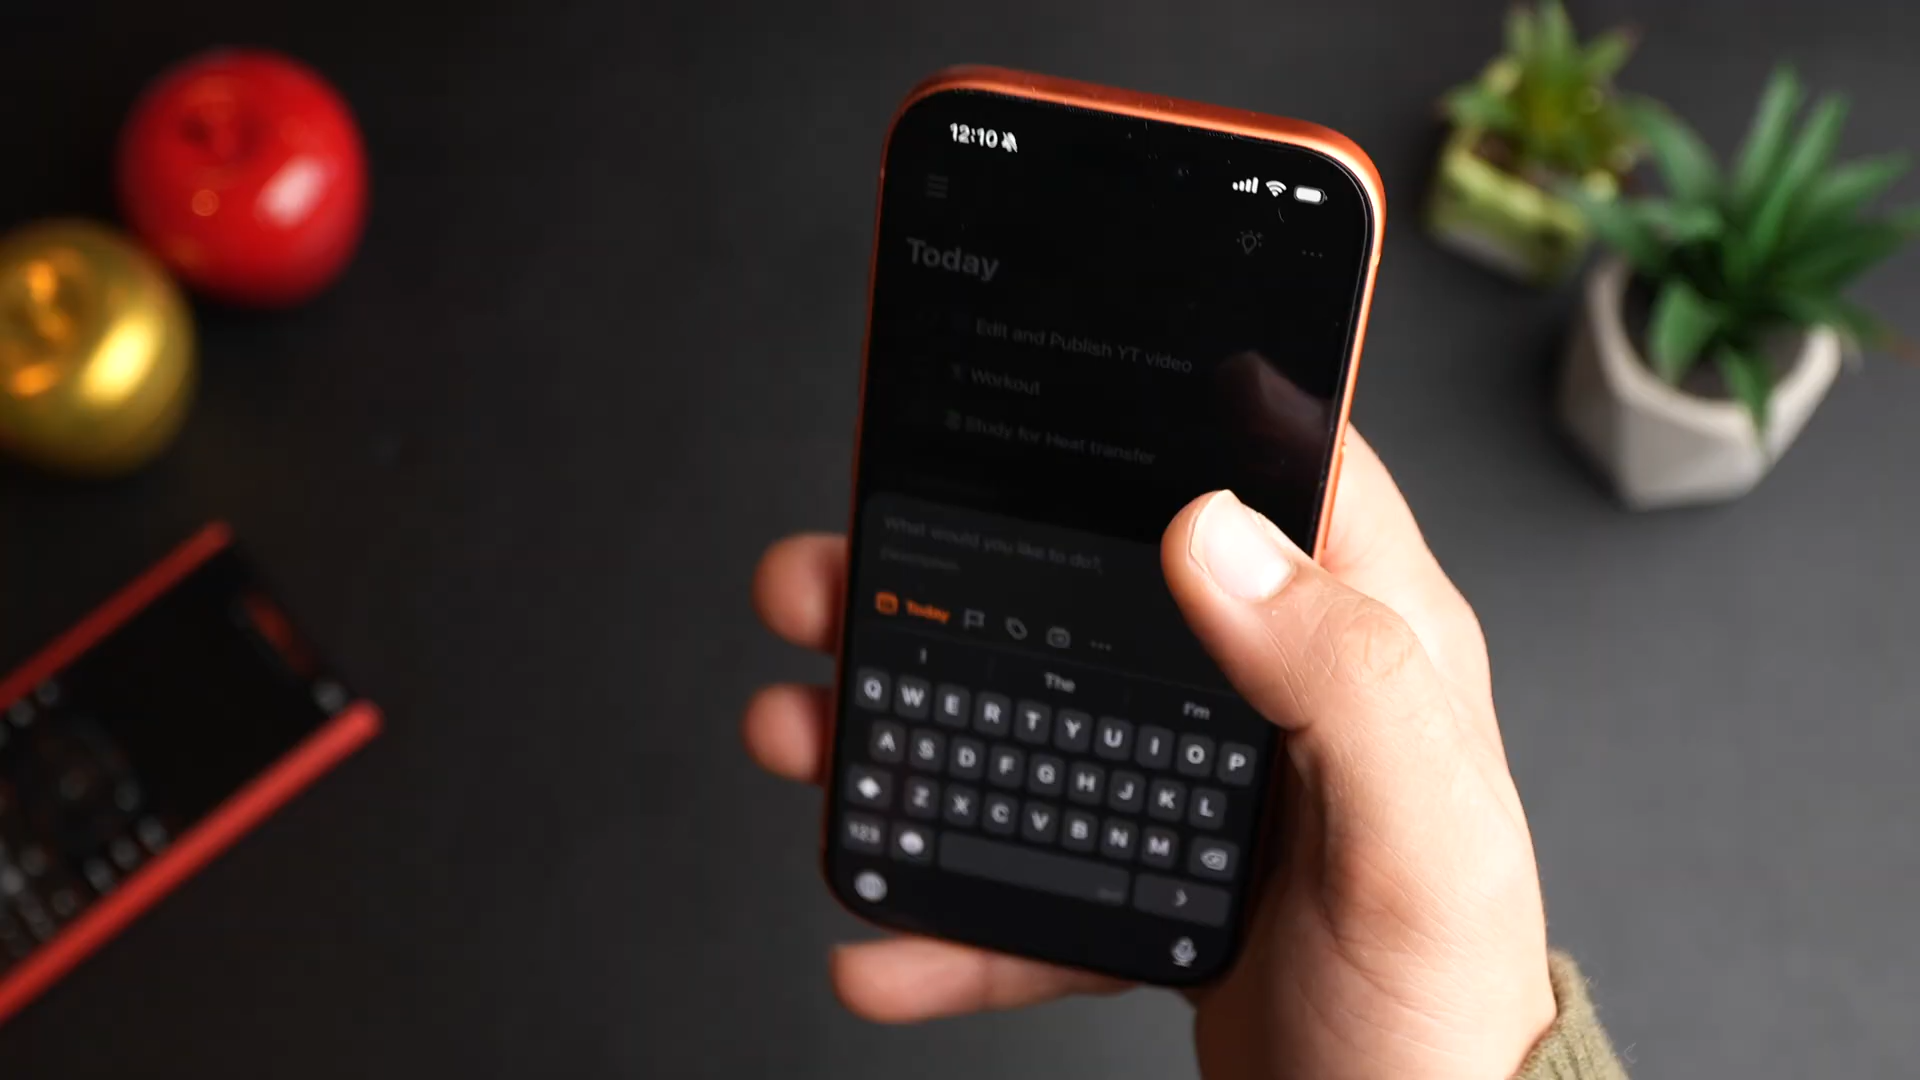 12:10
Today
Edit and Publish YT video
Workout
Study for Heat transfer
What would you like to do?
Description
Today
I The I'm
Q W E R T Y U I O P
A S D F G H J K L
Z X C V B N M
123